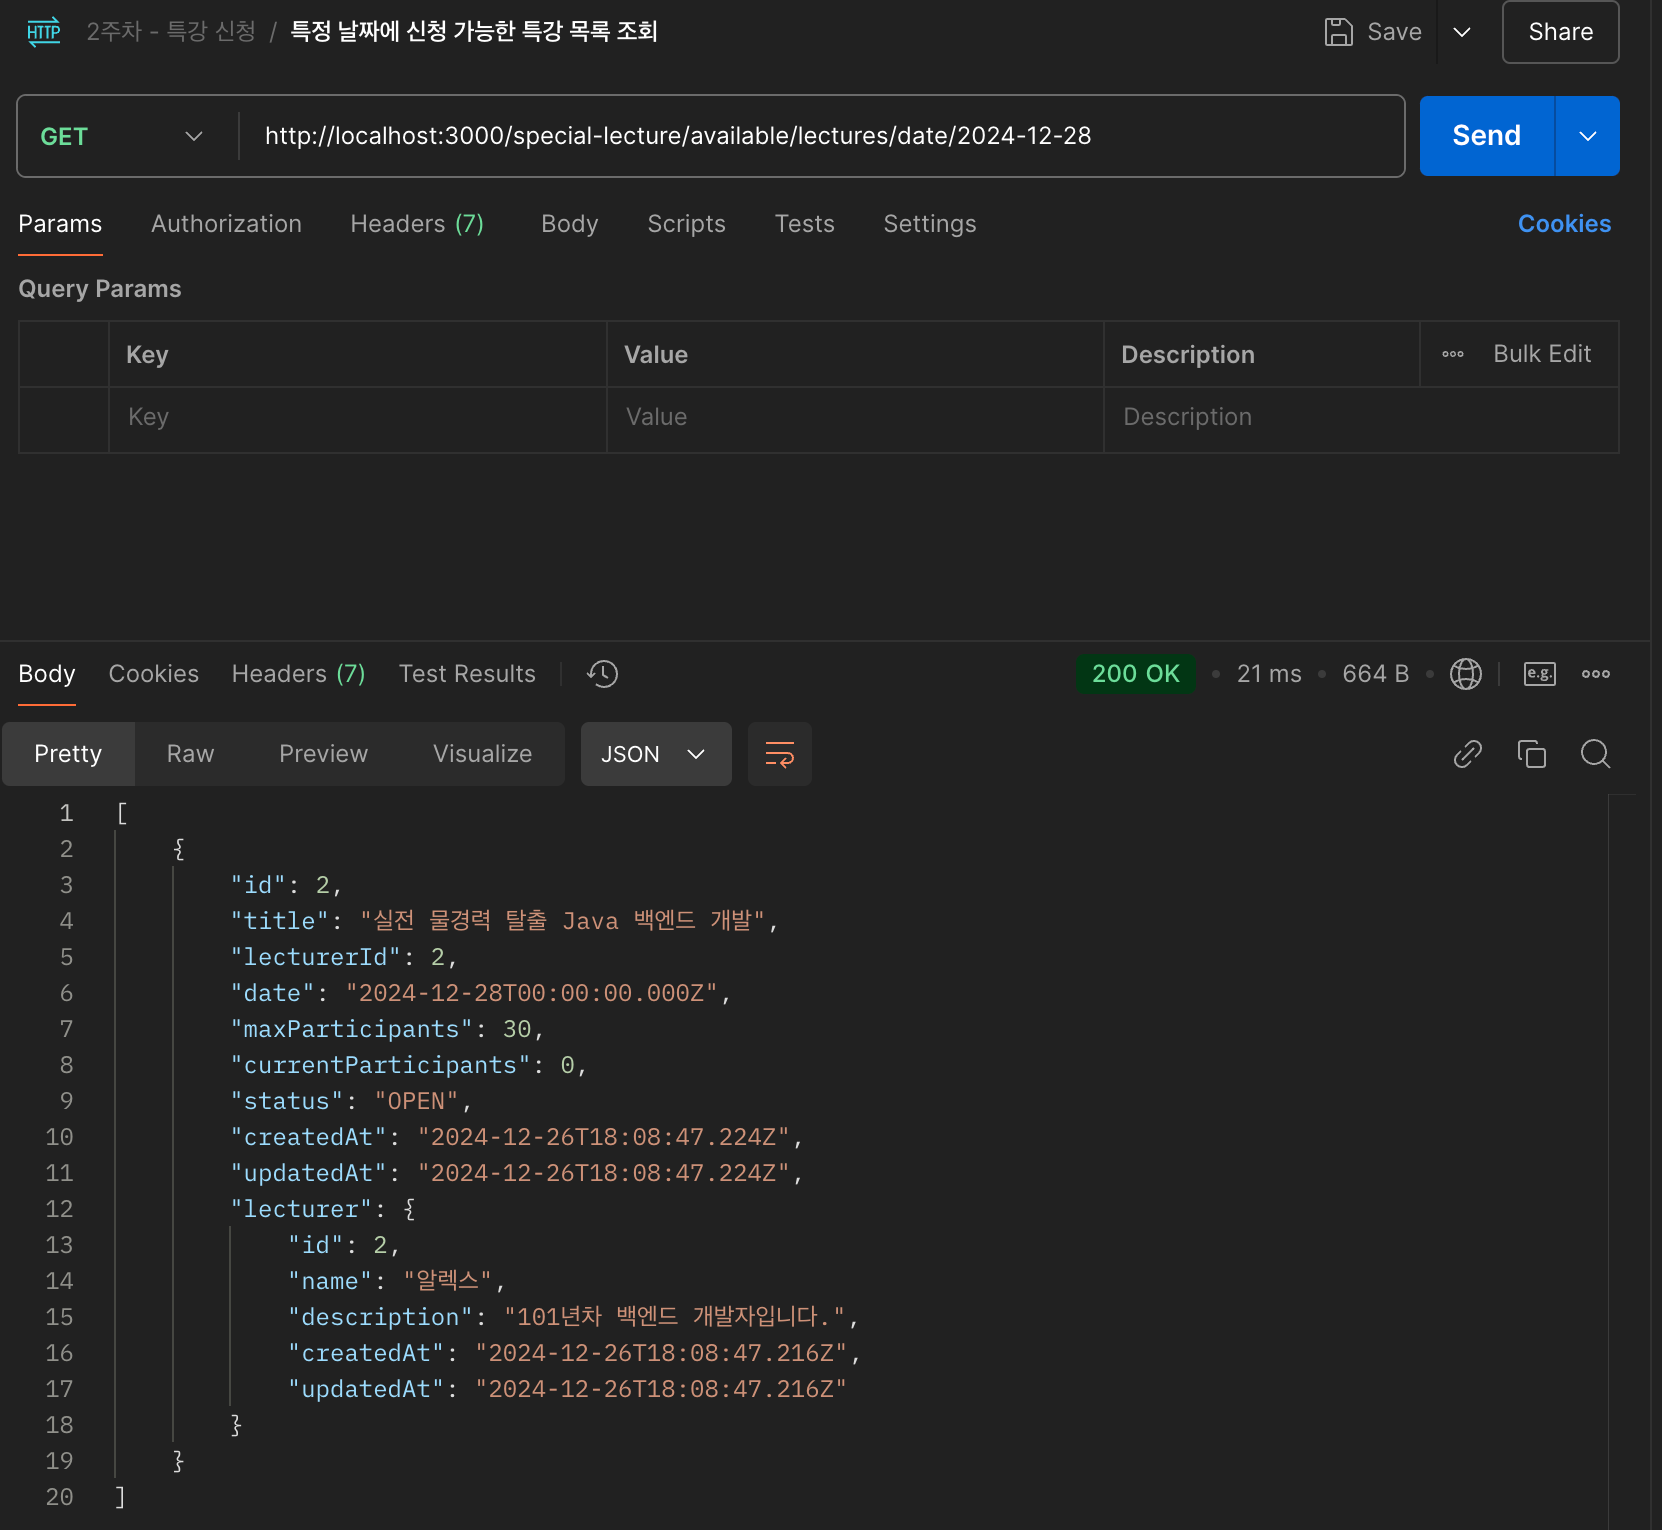 HTTP 2주차 - 특강 신청 / 특정 날짜에 신청 가능한 특강 목록 조회 Save Share
GET http://localhost:3000/special-lecture/available/lectures/date/2024-12-28 Send
Params Authorization Headers (7) Body Scripts Tests Settings Cookies
Query Params
Key Value Description Bulk Edit
Key Value Description
Body Cookies Headers (7) Test Results 200 OK • 21 ms • 664 B • e.g.
Pretty Raw Preview Visualize JSON
1 [
2 {
3 "id": 2,
4 "title": "실전 물경력 탈출 Java 백엔드 개발",
5 "lecturerId": 2,
6 "date": "2024-12-28T00:00:00.000Z",
7 "maxParticipants": 30,
8 "currentParticipants": 0,
9 "status": "OPEN",
10 "createdAt": "2024-12-26T18:08:47.224Z",
11 "updatedAt": "2024-12-26T18:08:47.224Z",
12 "lecturer": {
13 "id": 2,
14 "name": "알렉스",
15 "description": "101년차 백엔드 개발자입니다.",
16 "createdAt": "2024-12-26T18:08:47.216Z",
17 "updatedAt": "2024-12-26T18:08:47.216Z"
18 }
19 }
20 ]